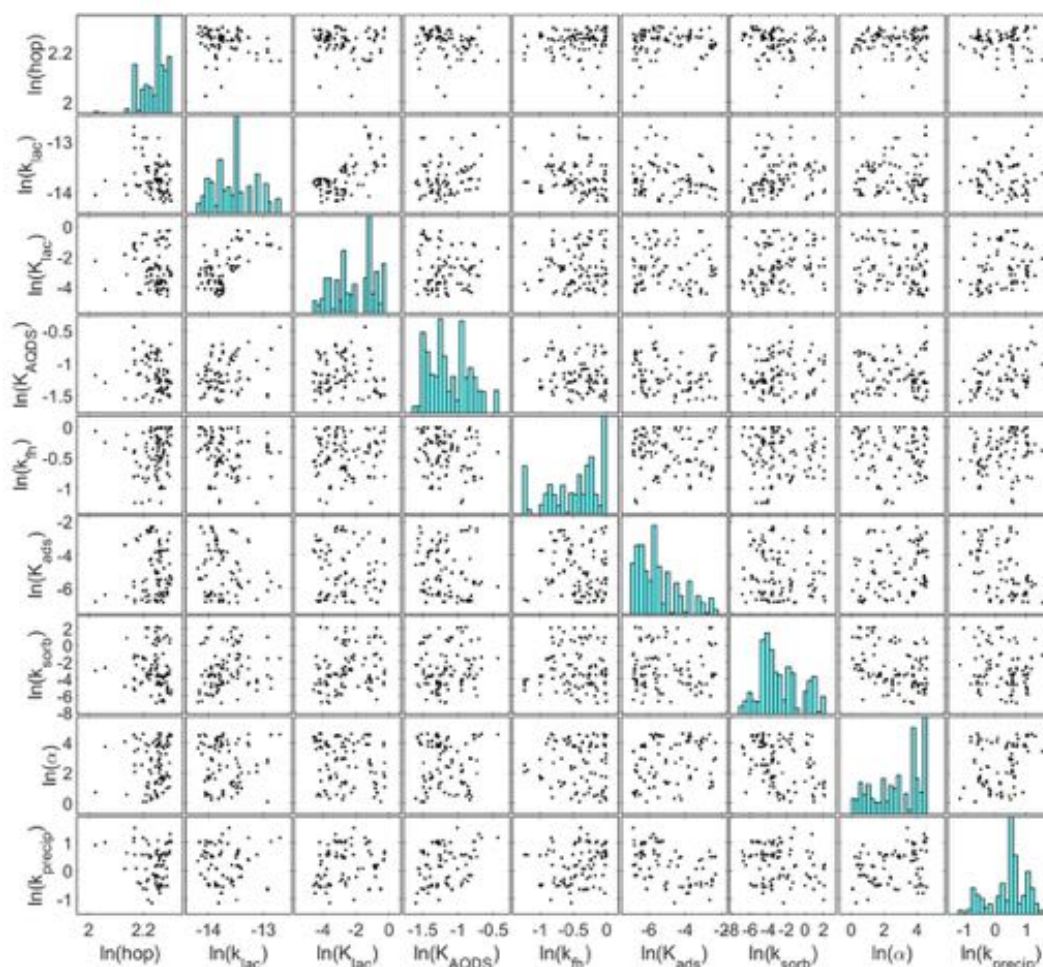 ln(hop)
2.2
2
ln(k_lac)
-13
-14
ln(K_lac)
0
-2
-4
ln(K_AQDS)
-0.5
-1
-1.5
ln(k_fh)
0
-0.5
-1
ln(K_ads)
-2
-4
-6
ln(k_sorb)
2
0
-2
-4
-6
-8
ln(α)
4
2
0
ln(k_precip)
1
0
-1
2 2.2 -14 -13 -4 -2 0 -1.5 -1 -0.5 -1 -0.5 0 -6 -4 -2 -8 -6 -4 -2 0 2 0 2 4 -1 0 1
ln(hop) ln(k_lac) ln(K_lac) ln(K_AQDS) ln(k_fh) ln(K_ads) ln(k_sorb) ln(α) ln(k_precip)